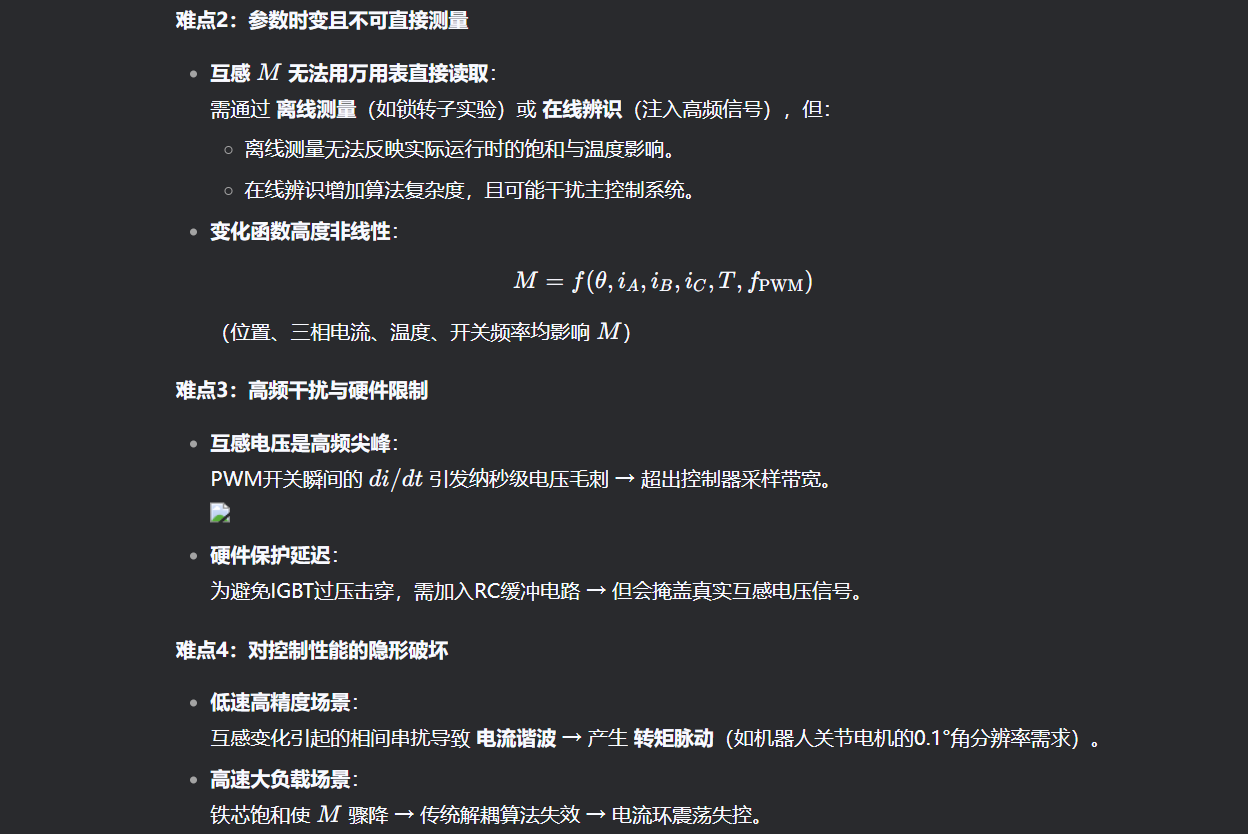 难点2：参数时变且不可直接测量
互感 M 无法用万用表直接读取：
需通过 离线测量（如锁转子实验）或 在线辨识（注入高频信号），但：
离线测量无法反映实际运行时的饱和与温度影响。
在线辨识增加算法复杂度，且可能干扰主控制系统。
变化函数高度非线性：
M = f(θ, i_A, i_B, i_C, T, f_PWM)
（位置、三相电流、温度、开关频率均影响 M）
难点3：高频干扰与硬件限制
互感电压是高频尖峰：
PWM开关瞬间的 di/dt 引发纳秒级电压毛刺 → 超出控制器采样带宽。
硬件保护延迟：
为避免IGBT过压击穿，需加入RC缓冲电路 → 但会掩盖真实互感电压信号。
难点4：对控制性能的隐形破坏
低速高精度场景：
互感变化引起的相间串扰导致 电流谐波 → 产生 转矩脉动（如机器人关节电机的0.1°角分辨率需求）。
高速大负载场景：
铁芯饱和使 M 骤降 → 传统解耦算法失效 → 电流环震荡失控。